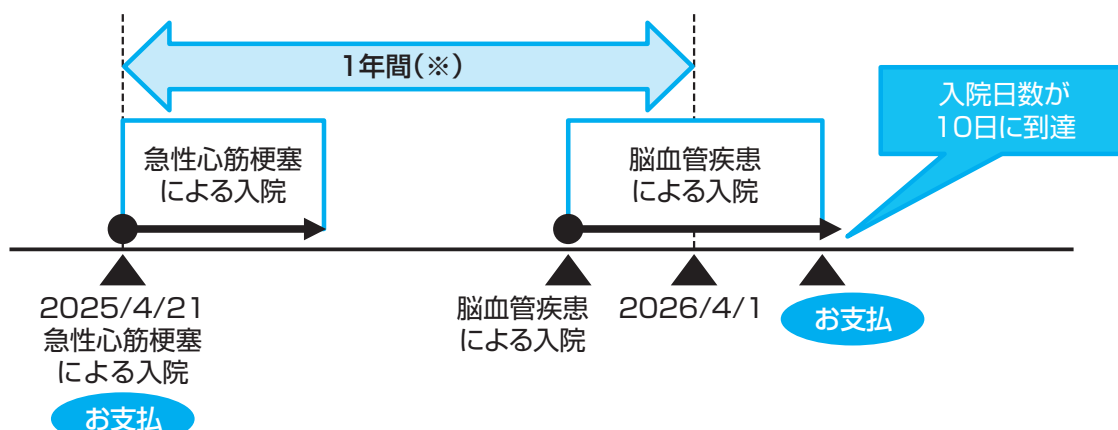 1年間(※)
入院日数が
10日に到達
急性心筋梗塞
による入院
脳血管疾患
による入院
2025/4/21
急性心筋梗塞
による入院
お支払
脳血管疾患
による入院
2026/4/1
お支払